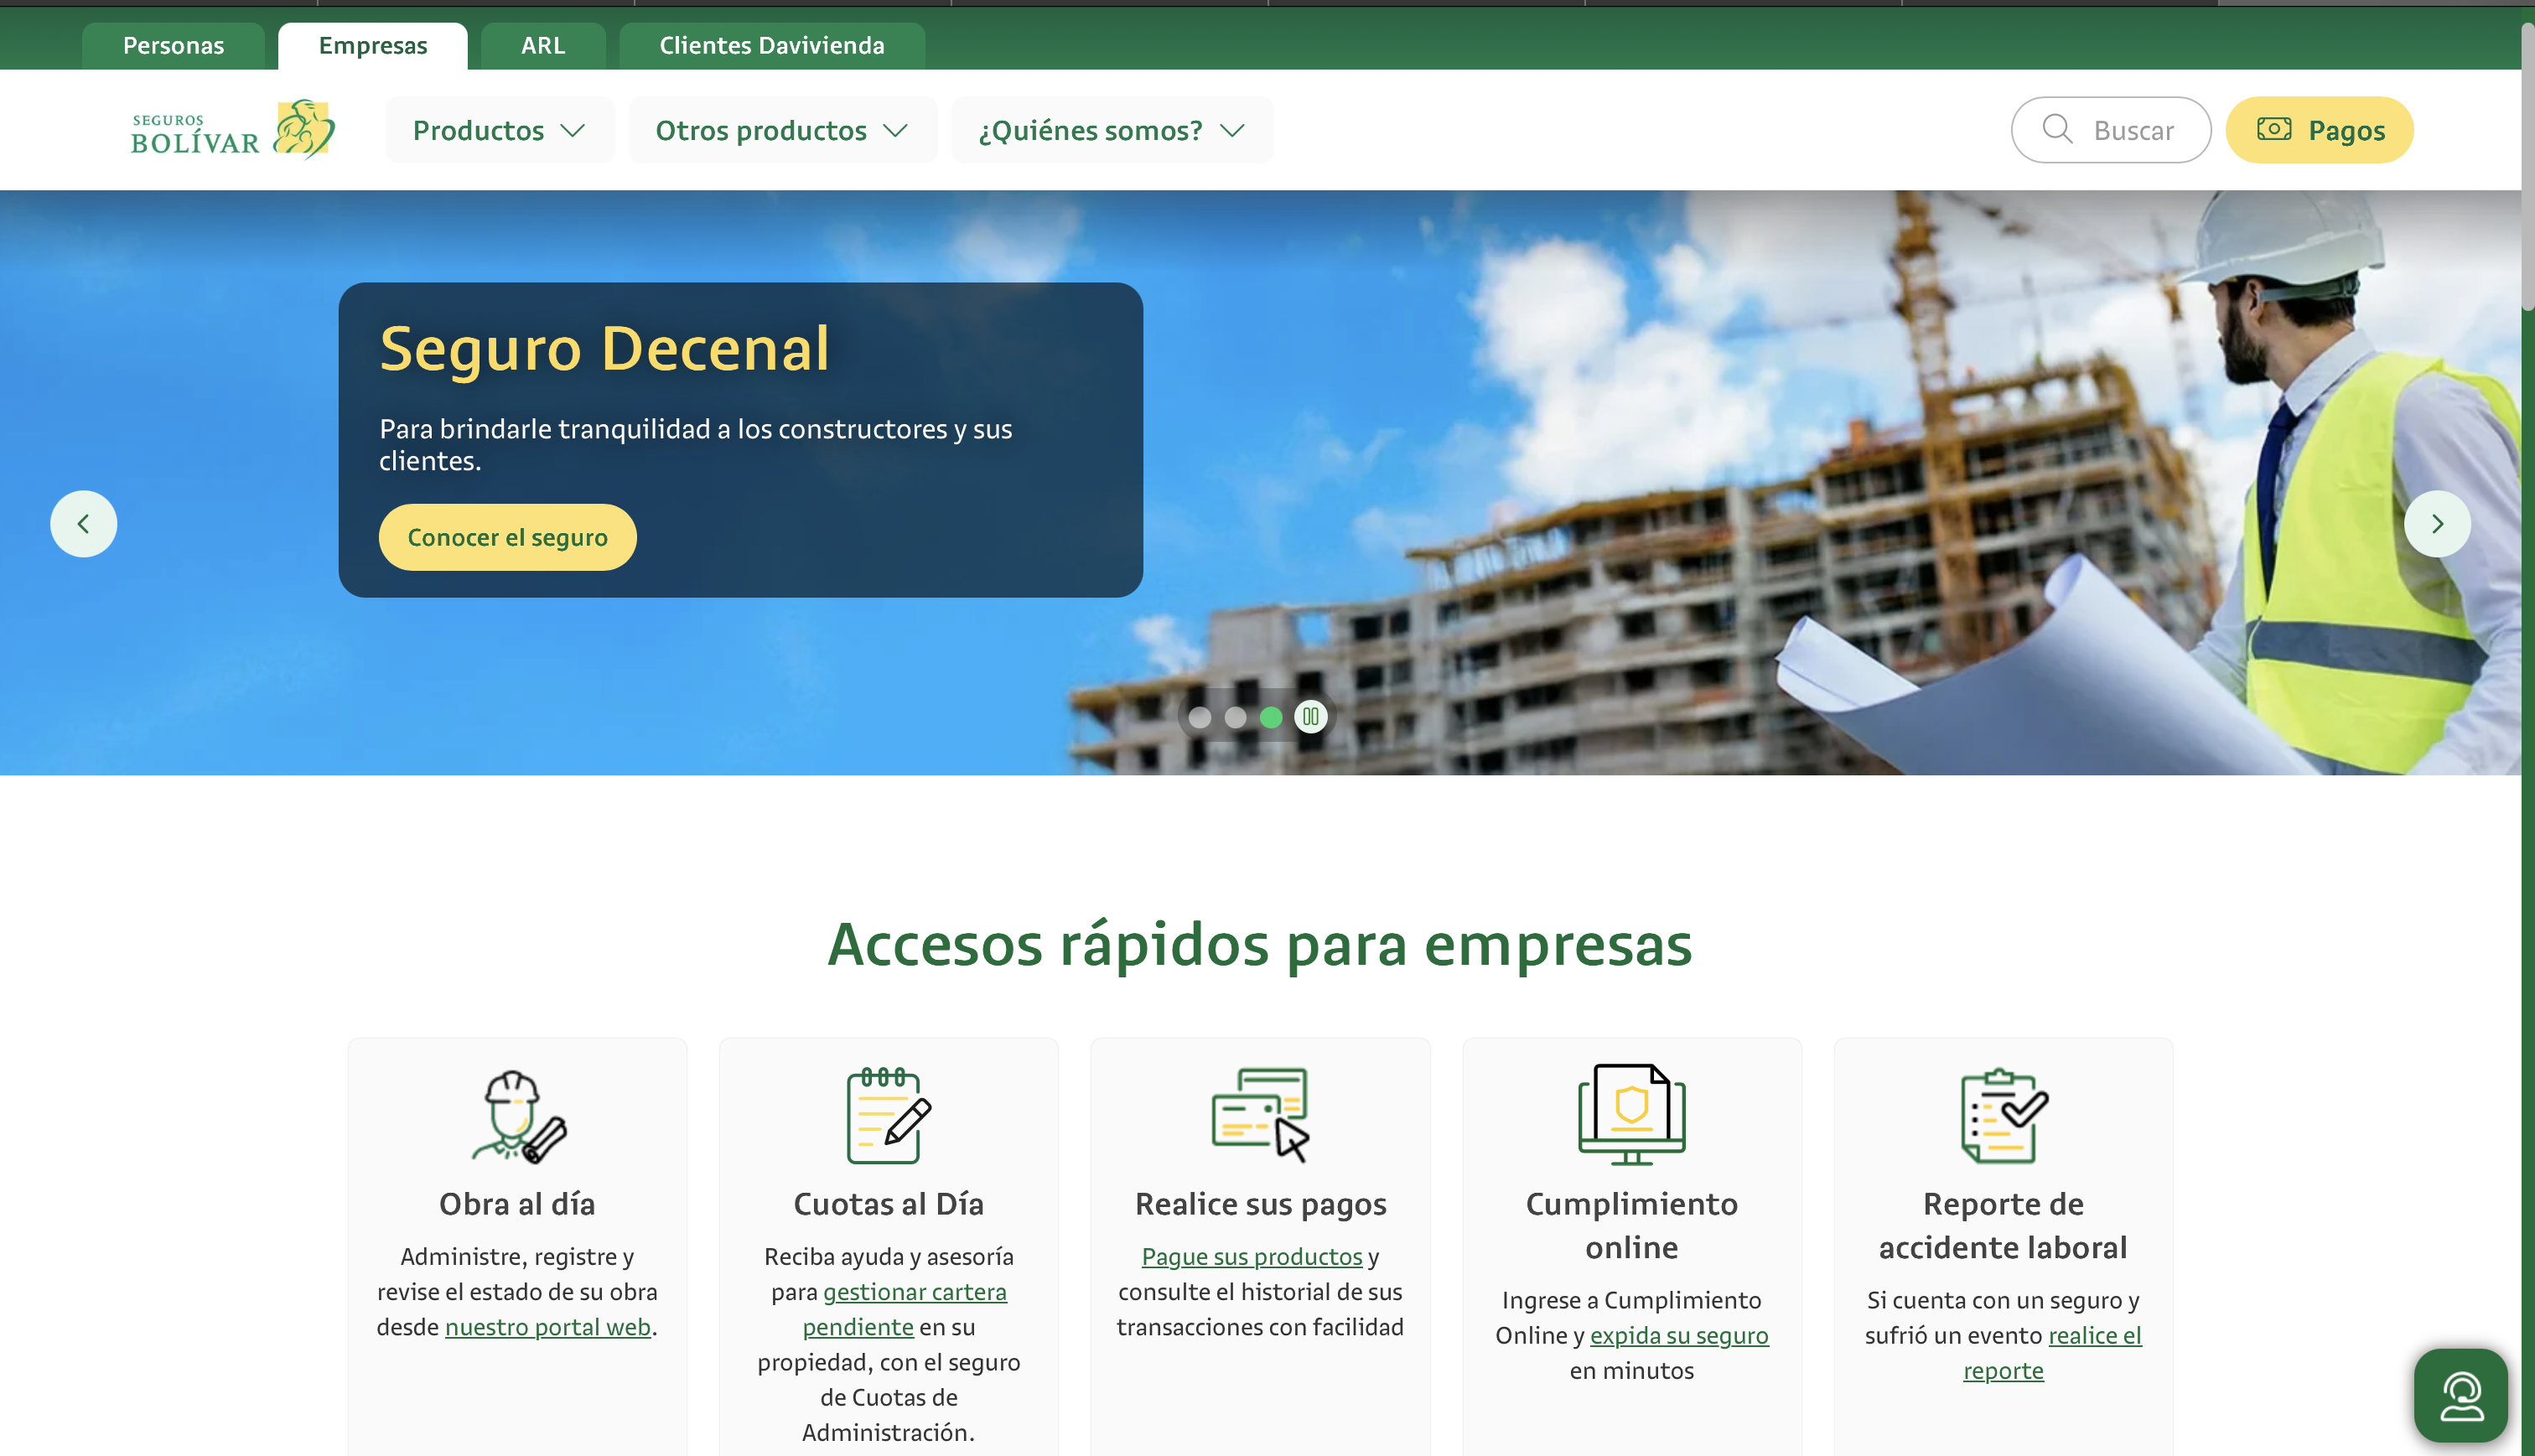 Personas
Empresas
ARL
Clientes Davivienda
SEGUROS
BOLÍVAR
Productos
Otros productos
¿Quiénes somos?
Buscar
Pagos
Seguro Decenal
Para brindarle tranquilidad a los constructores y sus
clientes.
Conocer el seguro
Accesos rápidos para empresas
Obra al día
Administre, registre y
revise el estado de su obra
desde nuestro portal web.
Cuotas al Día
Reciba ayuda y asesoría
para gestionar cartera
pendiente en su
propiedad, con el seguro
de Cuotas de
Administración.
Realice sus pagos
Pague sus productos y
consulte el historial de sus
transacciones con facilidad
Cumplimiento
online
Ingrese a Cumplimiento
Online y expida su seguro
en minutos
Reporte de
accidente laboral
Si cuenta con un seguro y
sufrió un evento realice el
reporte